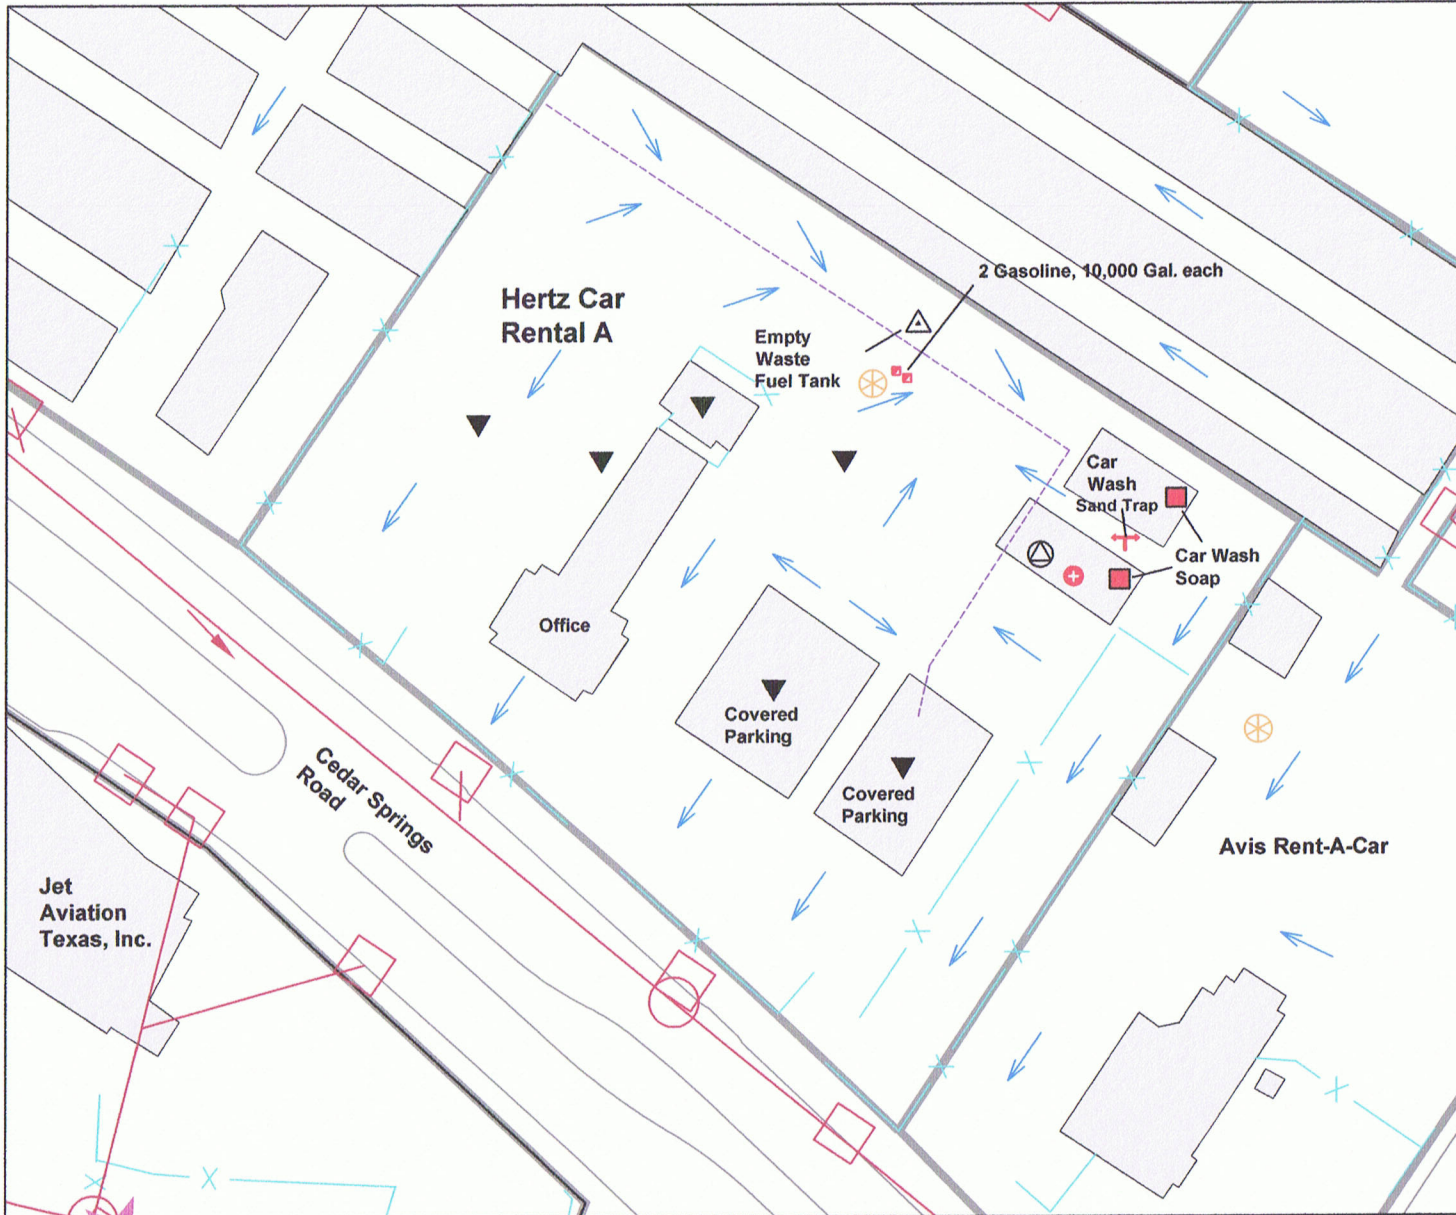 2 Gasoline, 10,000 Gal. each
Hertz Car
Rental A
Empty
Waste
Fuel Tank
Car
Wash
Sand Trap
Car Wash
Soap
Office
Covered
Parking
Covered
Parking
Cedar Springs
Road
Avis Rent-A-Car
Jet
Aviation
Texas, Inc.